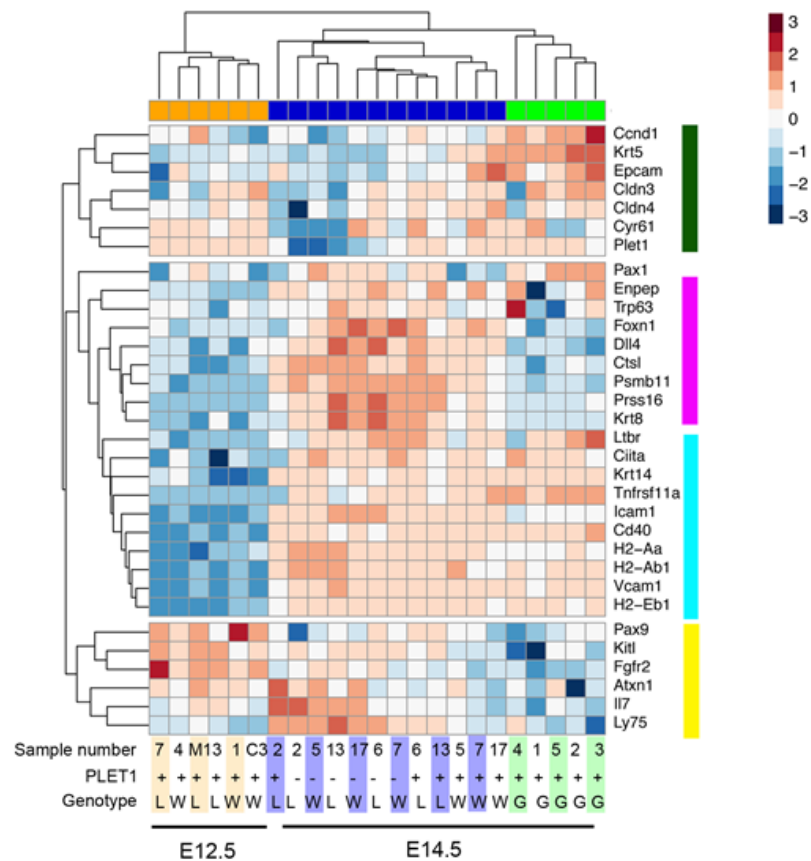 3
2
1
0
−1
−2
−3
Ccnd1
Krt5
Epcam
Cldn3
Cldn4
Cyr61
Plet1
Pax1
Enpep
Trp63
Foxn1
Dll4
Ctsl
Psmb11
Prss16
Krt8
Ltbr
Ciita
Krt14
Tnfrsf11a
Icam1
Cd40
H2−Aa
H2−Ab1
Vcam1
H2−Eb1
Pax9
Kitl
Fgfr2
Atxn1
Il7
Ly75
Sample number 7 4 M1 3 1 C3 2 2 5 13 17 6 7 6 13 5 7 17 4 1 5 2 3
PLET1 + + + + + + + - - - - - - + + + + + + + + + +
Genotype L W L L W W L L W L W L W L L W W W G G G G G
E12.5 E14.5